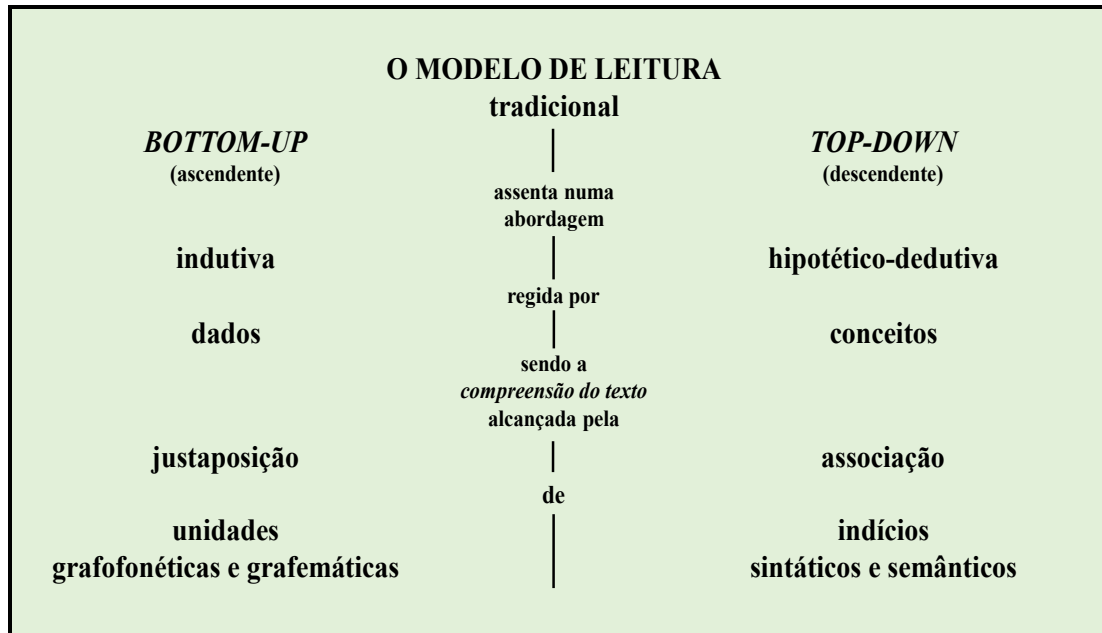 O MODELO DE LEITURA
tradicional
BOTTOM-UP
TOP-DOWN
(ascendente)
(descendente)
assenta numa
abordagem
indutiva
hipotético-dedutiva
regida por
dados
conceitos
sendo a
compreensão do texto
alcançada pela
justaposição
associação
de
unidades
indícios
grafofonéticas e grafemáticas
sintáticos e semânticos